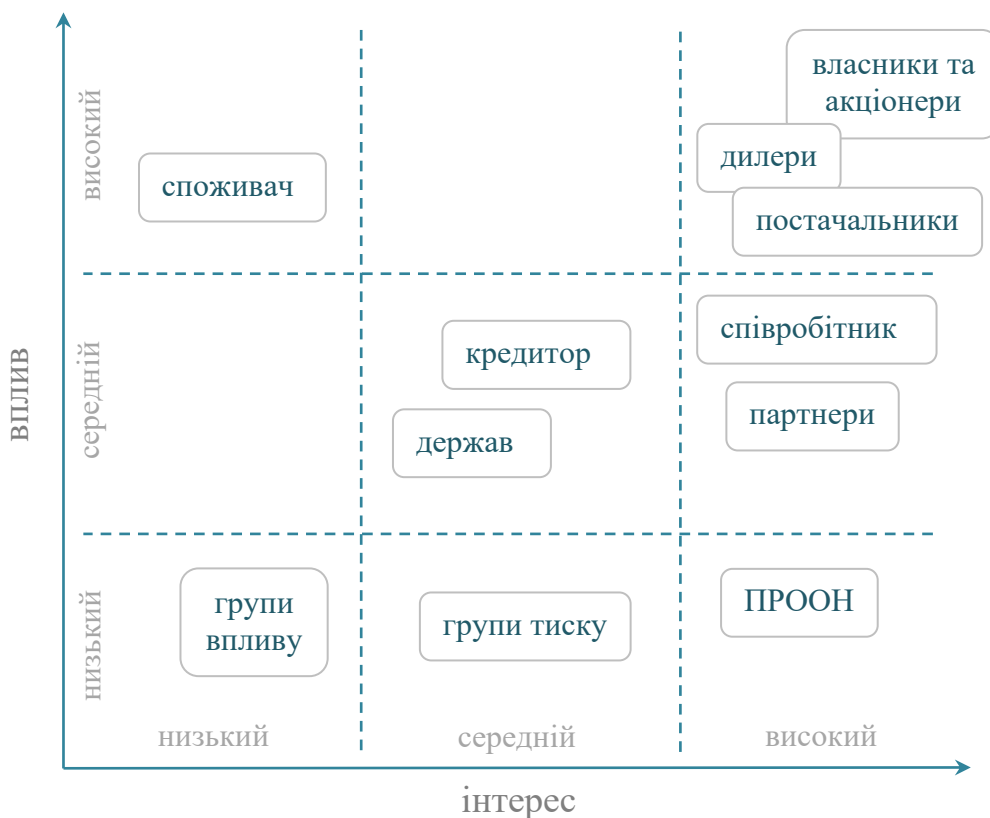 власники та
акціонери
дилери
споживач
постачальники
високий
співробітник
кредитор
партнери
держав
середній
вплив
ПРООН
групи
впливу
групи тиску
низький
низький
середній
високий
інтерес